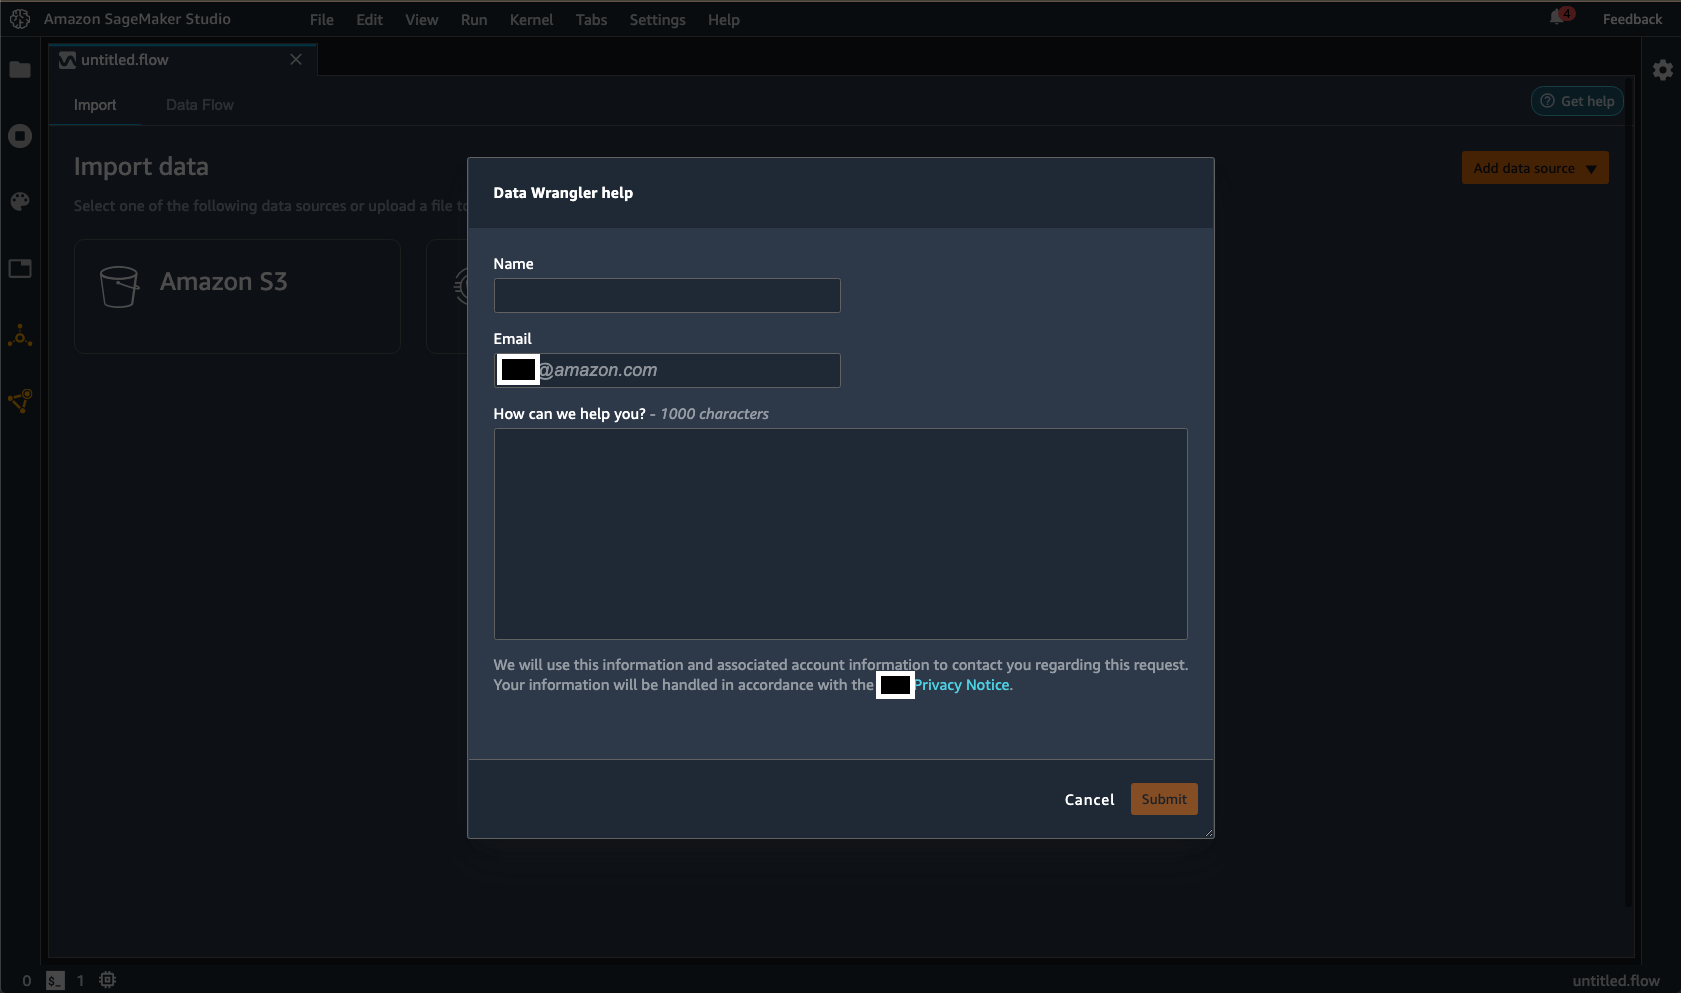 Amazon SageMaker Studio File Edit View Run Kernel Tabs Settings Help 4 Feedback
untitled.flow
Import Data Flow Get help
Import data
Add data source
Select one of the following data sources or upload a file to
Amazon S3
Data Wrangler help
Name
Email
@amazon.com
How can we help you? - 1000 characters
We will use this information and associated account information to contact you regarding this request.
Your information will be handled in accordance with the Privacy Notice.
Cancel Submit
0 $_ 1 untitled.flow